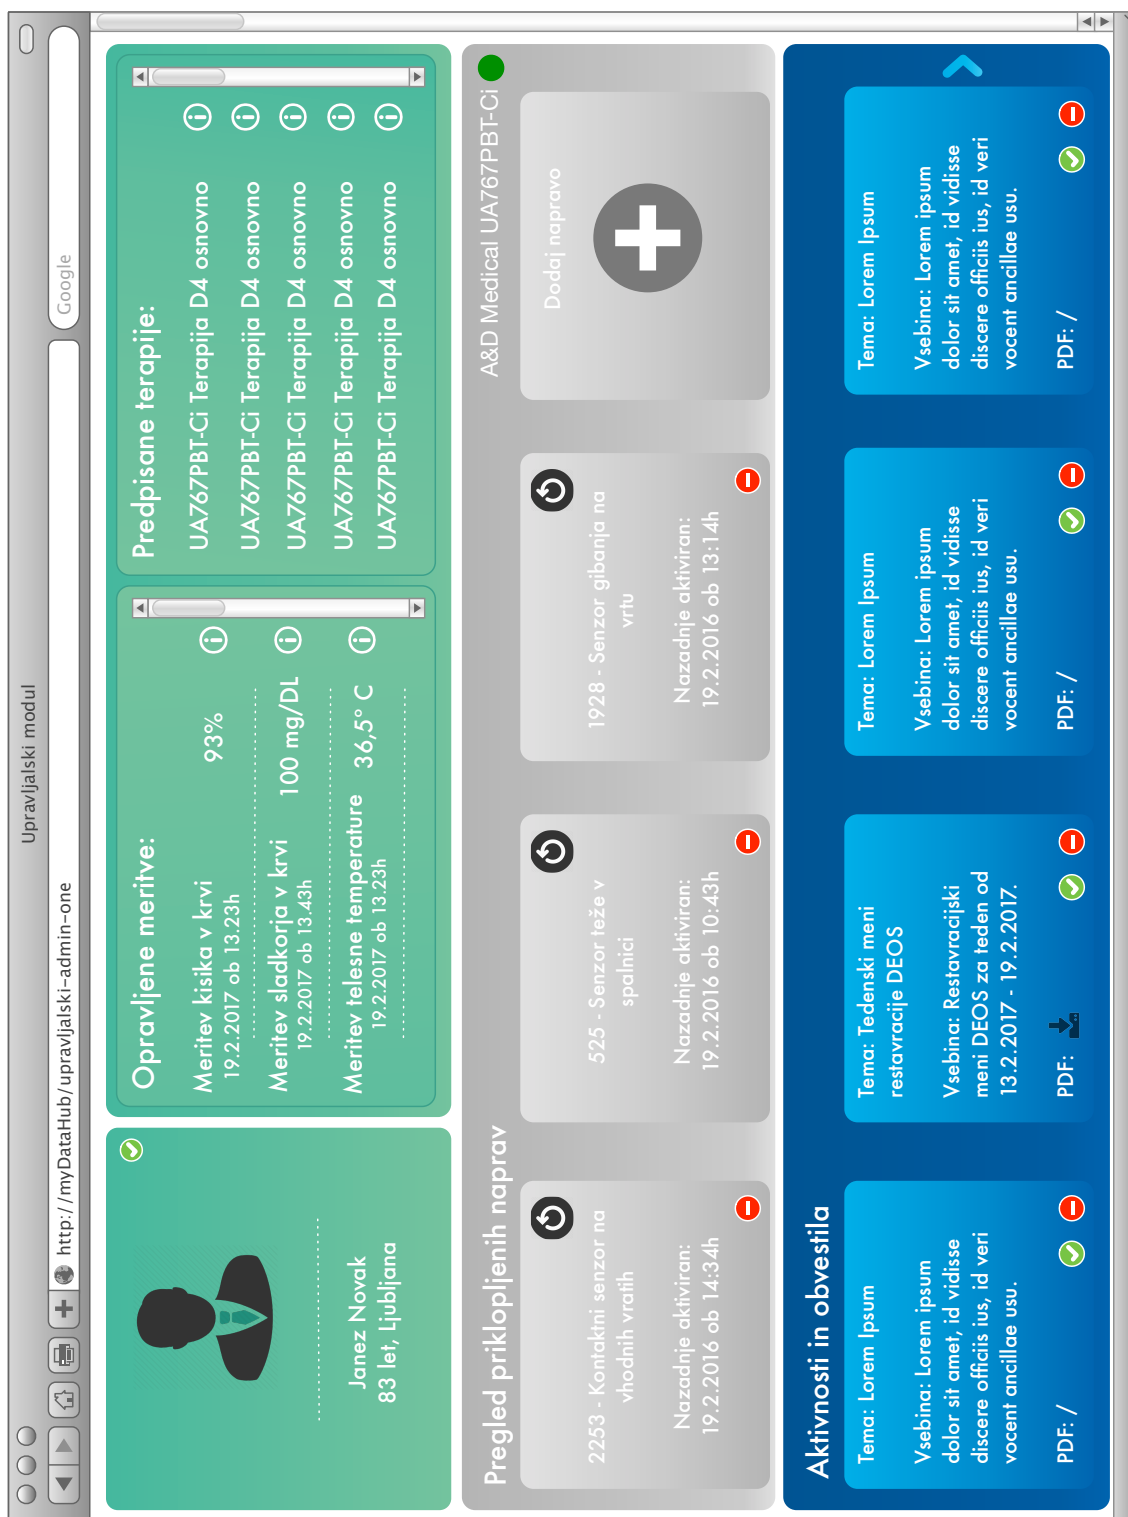 Upravljalski modul
http://myDataHub/upravljalski-admin-one
Google
Janez Novak
83 let, Ljubljana
Opravljene meritve:
Meritev kisika v krvi
93%
19.2.2017 ob 13.23h
Meritev sladkorja v krvi
100 mg/DL
19.2.2017 ob 13.43h
Meritev telesne temperature
36,5° C
19.2.2017 ob 13.23h
Predpisane terapije:
UA767PBT-Ci Terapija D4 osnovno
UA767PBT-Ci Terapija D4 osnovno
UA767PBT-Ci Terapija D4 osnovno
UA767PBT-Ci Terapija D4 osnovno
UA767PBT-Ci Terapija D4 osnovno
Pregled priklopljenih naprav
A&D Medical UA767PBT-Ci
2253 - Kontaktni senzor na
vhodnih vratih
Nazadnje aktiviran:
19.2.2016 ob 14:34h
525 - Senzor teže v
spalnici
Nazadnje aktiviran:
19.2.2016 ob 10:43h
1928 - Senzor gibanja na
vrtu
Nazadnje aktiviran:
19.2.2016 ob 13:14h
Dodaj napravo
Aktivnosti in obvestila
Tema: Lorem Ipsum
Vsebina: Lorem ipsum
dolor sit amet, id vidisse
discere officiis ius, id veri
vocent ancillae usu.
PDF: /
Tema: Tedenski meni
restavracije DEOS
Vsebina: Restavracijski
meni DEOS za teden od
13.2.2017 - 19.2.2017.
PDF:
Tema: Lorem Ipsum
Vsebina: Lorem ipsum
dolor sit amet, id vidisse
discere officiis ius, id veri
vocent ancillae usu.
PDF: /
Tema: Lorem Ipsum
Vsebina: Lorem ipsum
dolor sit amet, id vidisse
discere officiis ius, id veri
vocent ancillae usu.
PDF: /